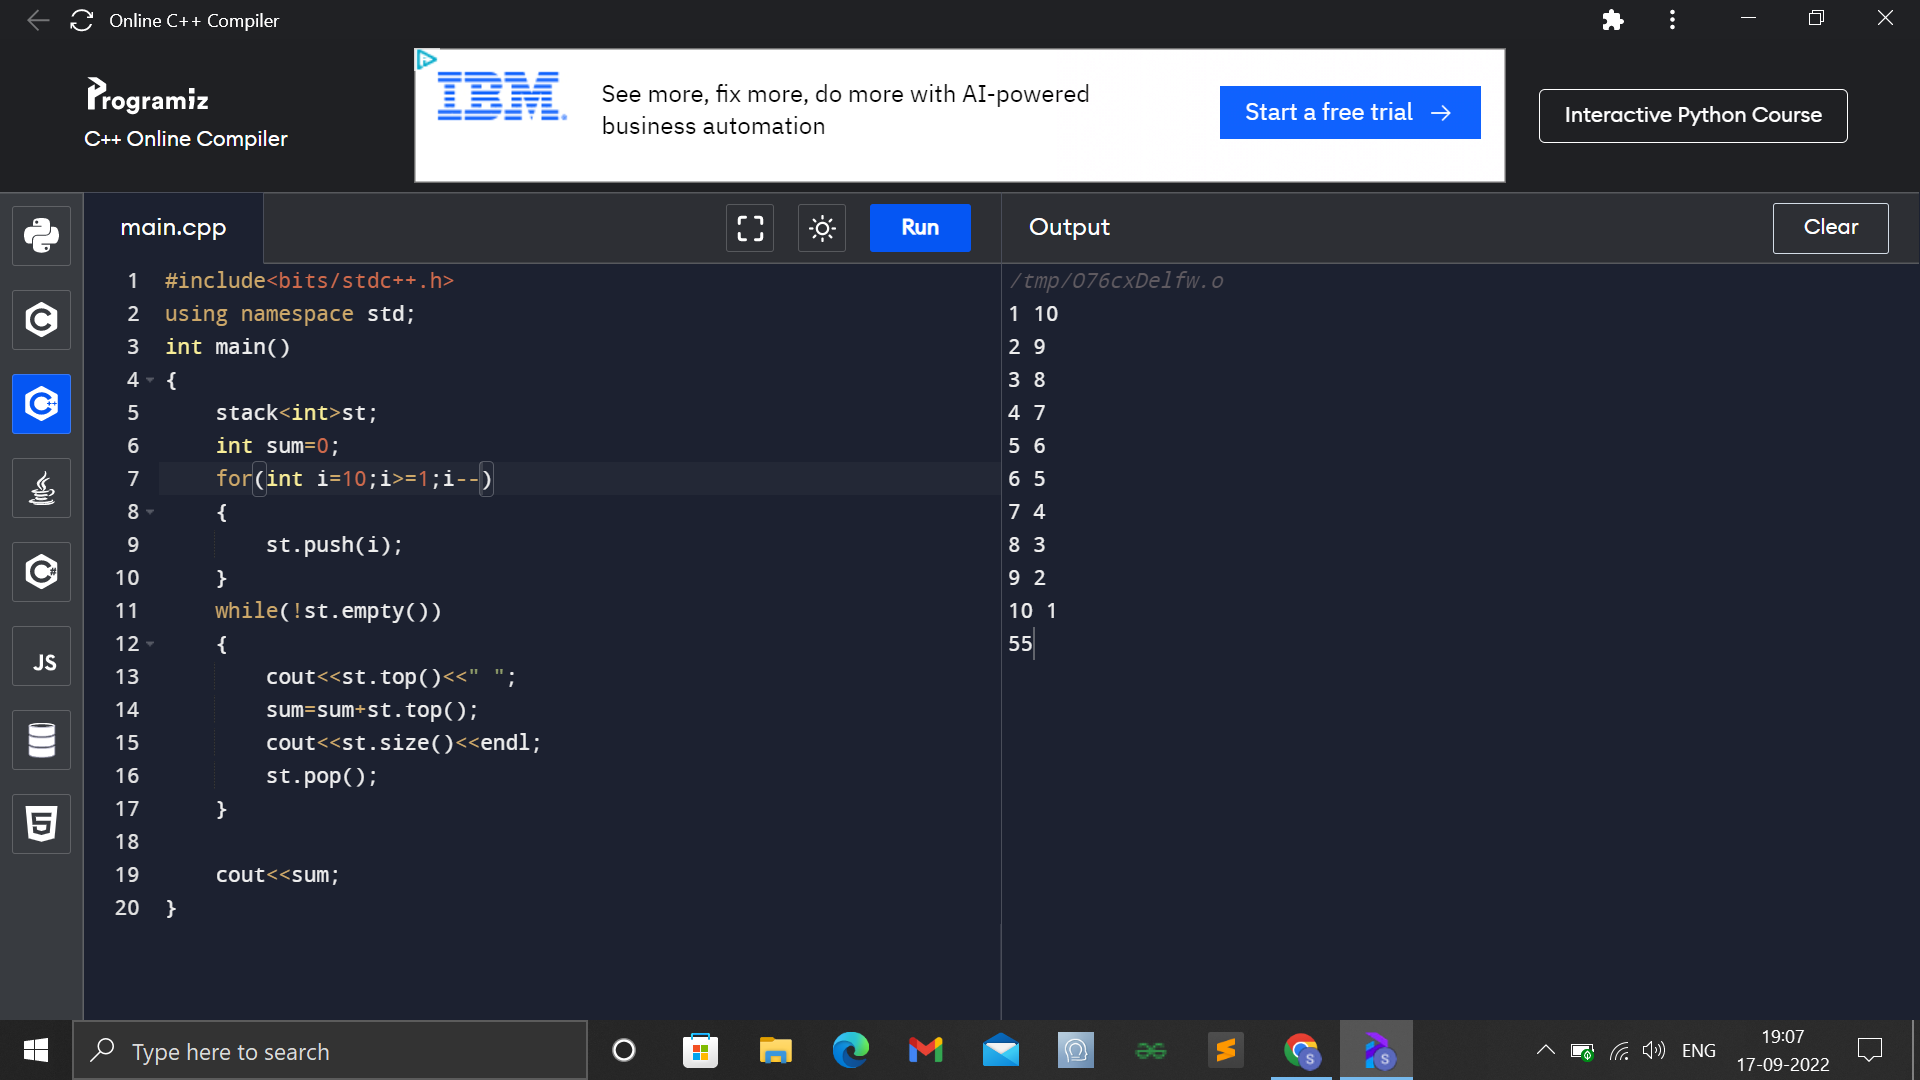 Online C++ Compiler
Programiz
C++ Online Compiler
IBM.
See more, fix more, do more with AI-powered
business automation
Start a free trial →
Interactive Python Course
main.cpp
Run
Output
Clear
1 #include<bits/stdc++.h>
2 using namespace std;
3 int main()
4 {
5     stack<int>st;
6     int sum=0;
7     for(int i=10;i>=1;i--)
8     {
9         st.push(i);
10     }
11     while(!st.empty())
12     {
13         cout<<st.top()<<" ";
14         sum=sum+st.top();
15         cout<<st.size()<<endl;
16         st.pop();
17     }
18
19     cout<<sum;
20 }
/tmp/O76cxDelfw.o
1 10
2 9
3 8
4 7
5 6
6 5
7 4
8 3
9 2
10 1
55
JS
Type here to search
S
S
ENG
19:07
17-09-2022